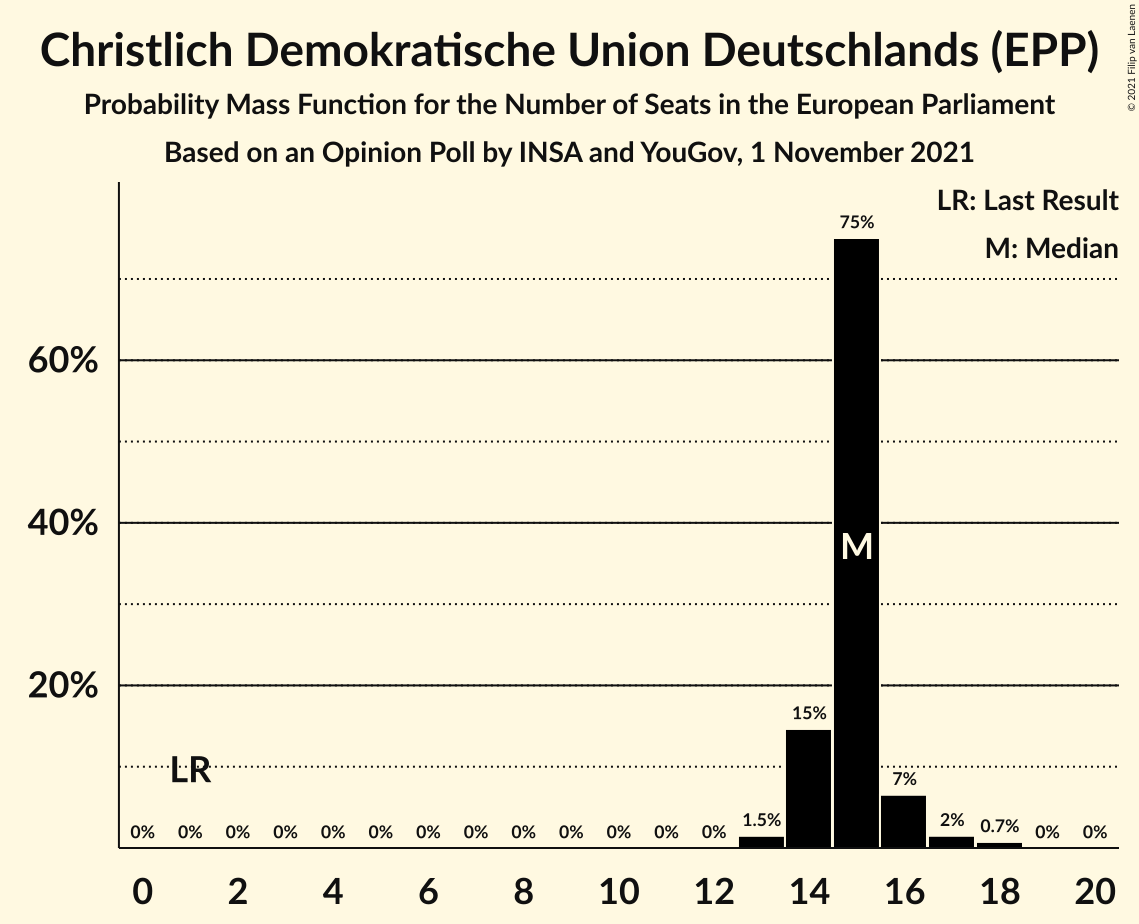 Christlich Demokratische Union Deutschlands (EPP)
Probability Mass Function for the Number of Seats in the European Parliament
Based on an Opinion Poll by INSA and YouGov, 1 November 2021
© 2021 Filip van Laenen
LR: Last Result
M: Median
75%
60%
40%
M
20%
15%
LR
7%
0% 0% 0% 0% 0% 0% 0% 0% 0% 0% 0% 0% 0% 1.5% 2% 0.7% 0% 0%
0 2 4 6 8 10 12 14 16 18 20